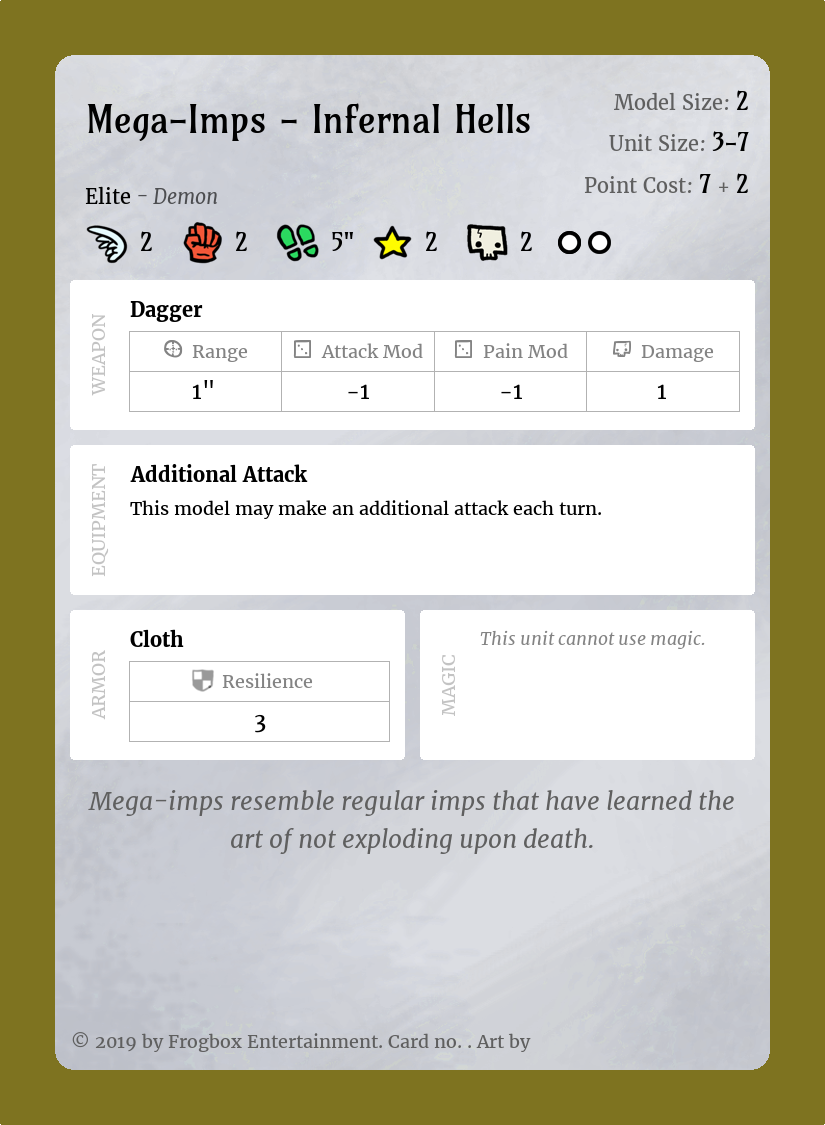 Mega-Imps - Infernal Hells
Model Size: 2
Unit Size: 3-7
Point Cost: 7 + 2
Elite - Demon
2 2 5" 2 2
WEAPON
Dagger
Range Attack Mod Pain Mod Damage
1" -1 -1 1
EQUIPMENT
Additional Attack
This model may make an additional attack each turn.
ARMOR
Cloth
Resilience
3
MAGIC
This unit cannot use magic.
Mega-imps resemble regular imps that have learned the
art of not exploding upon death.
© 2019 by Frogbox Entertainment. Card no. . Art by